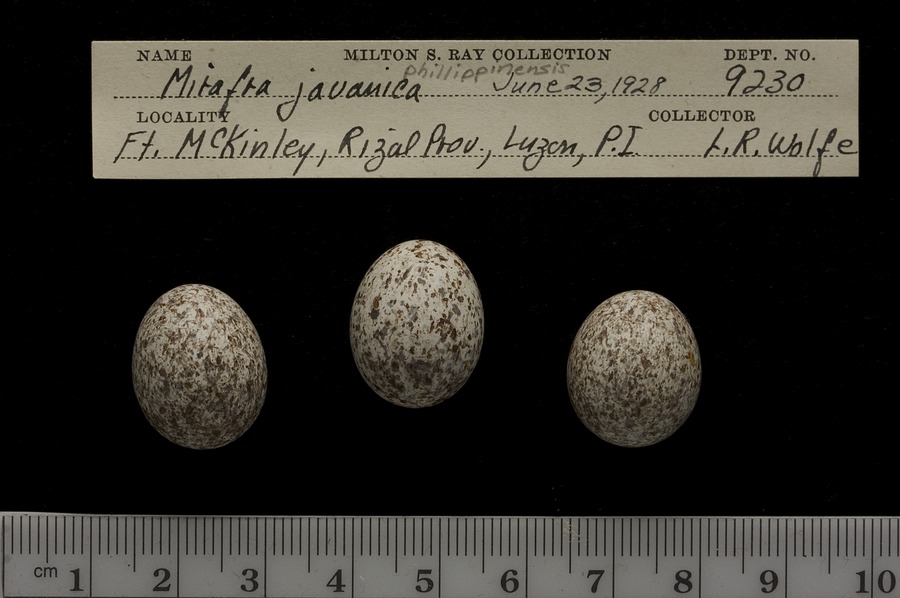 NAME MILTON S. RAY COLLECTION DEPT. NO.
phillippinensis
Mirafra javanica June 23, 1928 9230
LOCALITY COLLECTOR
Ft. McKinley, Rizal Prov., Luzon, P.I. L.R. Wolfe
cm 1 2 3 4 5 6 7 8 9 10